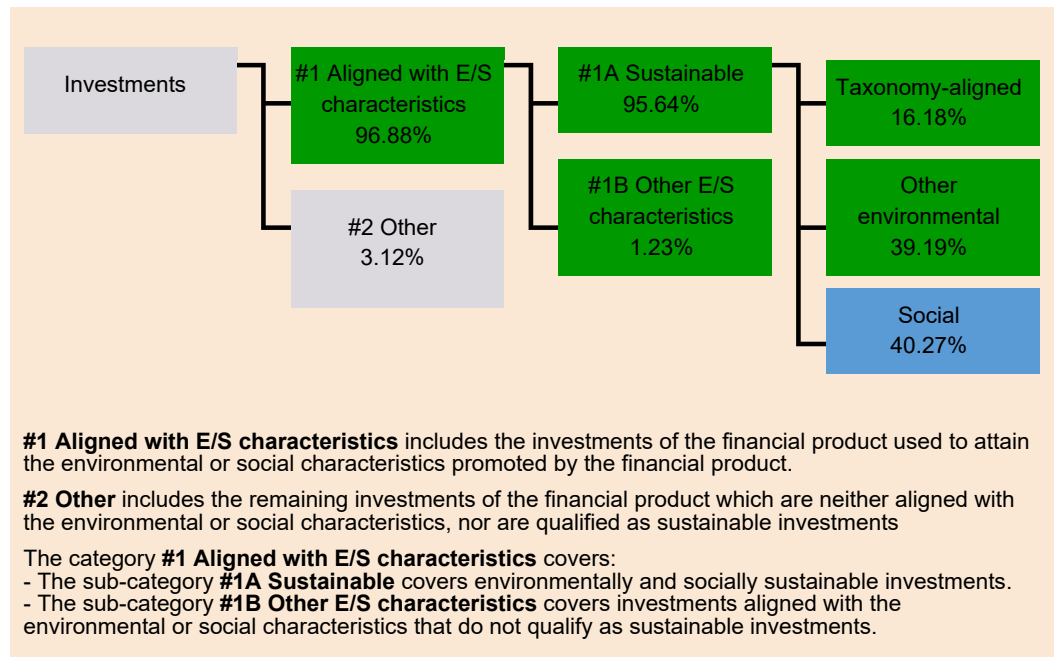 Investments
#1 Aligned with E/S
characteristics
96.88%
#2 Other
3.12%
#1A Sustainable
95.64%
#1B Other E/S
characteristics
1.23%
Taxonomy-aligned
16.18%
Other
environmental
39.19%
Social
40.27%
#1 Aligned with E/S characteristics includes the investments of the financial product used to attain
the environmental or social characteristics promoted by the financial product.
#2 Other includes the remaining investments of the financial product which are neither aligned with
the environmental or social characteristics, nor are qualified as sustainable investments
The category #1 Aligned with E/S characteristics covers:
- The sub-category #1A Sustainable covers environmentally and socially sustainable investments.
- The sub-category #1B Other E/S characteristics covers investments aligned with the
environmental or social characteristics that do not qualify as sustainable investments.